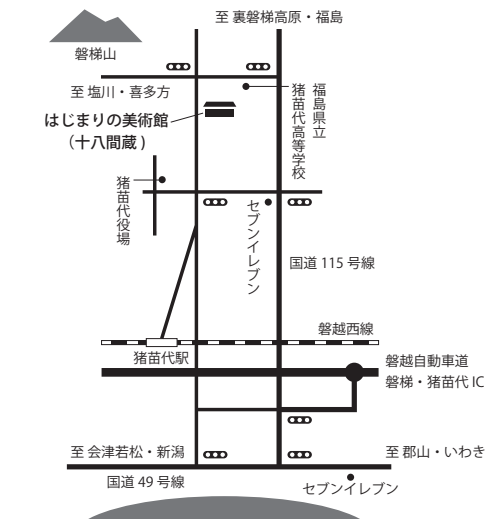 至 裏磐梯高原・福島
磐梯山
至 塩川・喜多方
はじまりの美術館
（十八間蔵）
福島県立
猪苗代高等学校
猪苗代役場
セブンイレブン
国道 115 号線
磐越西線
猪苗代駅
磐越自動車道
磐梯・猪苗代 IC
至 会津若松・新潟
至 郡山・いわき
国道 49 号線
セブンイレブン